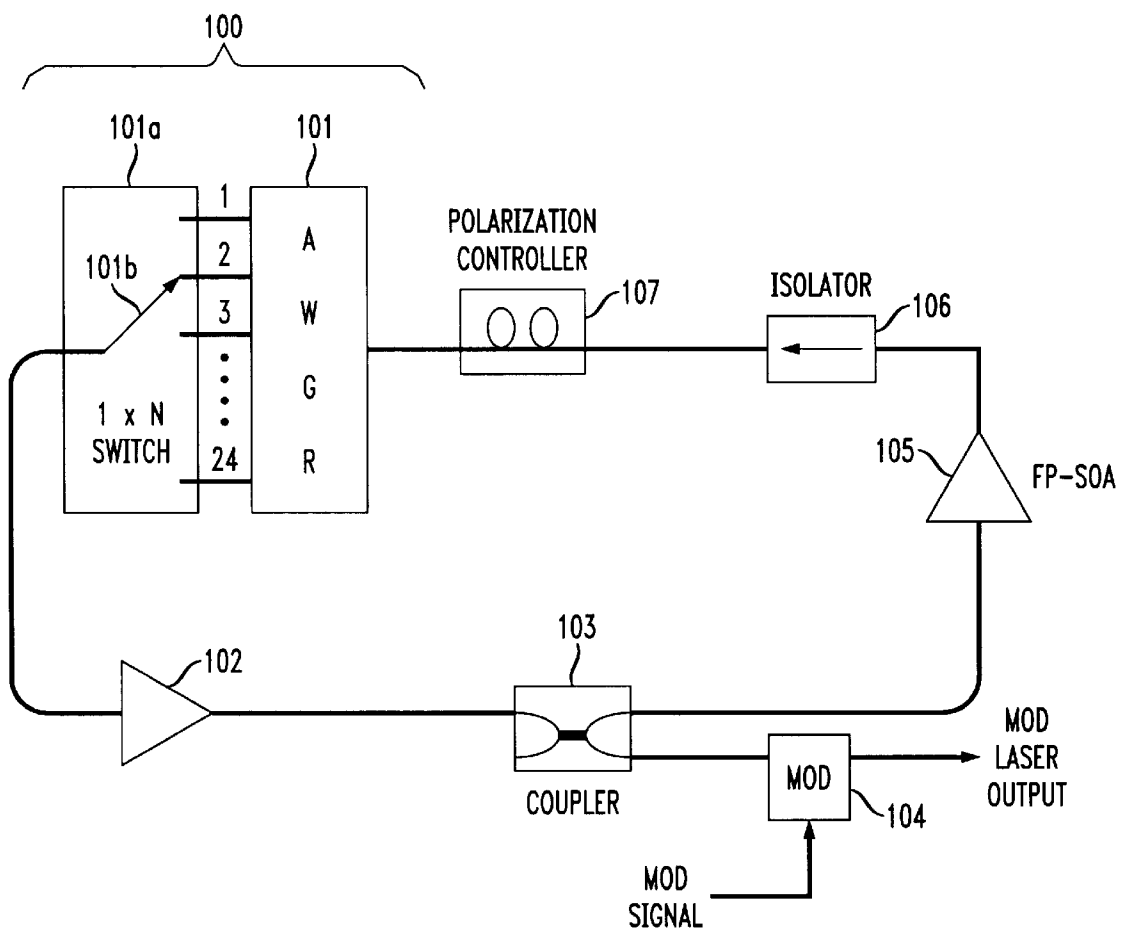 100
101a
101
1
2
3
24
101b
1 x N
SWITCH
A
W
G
R
POLARIZATION
CONTROLLER
107
ISOLATOR
106
105
FP-SOA
102
103
COUPLER
MOD
104
MOD
LASER
OUTPUT
MOD
SIGNAL